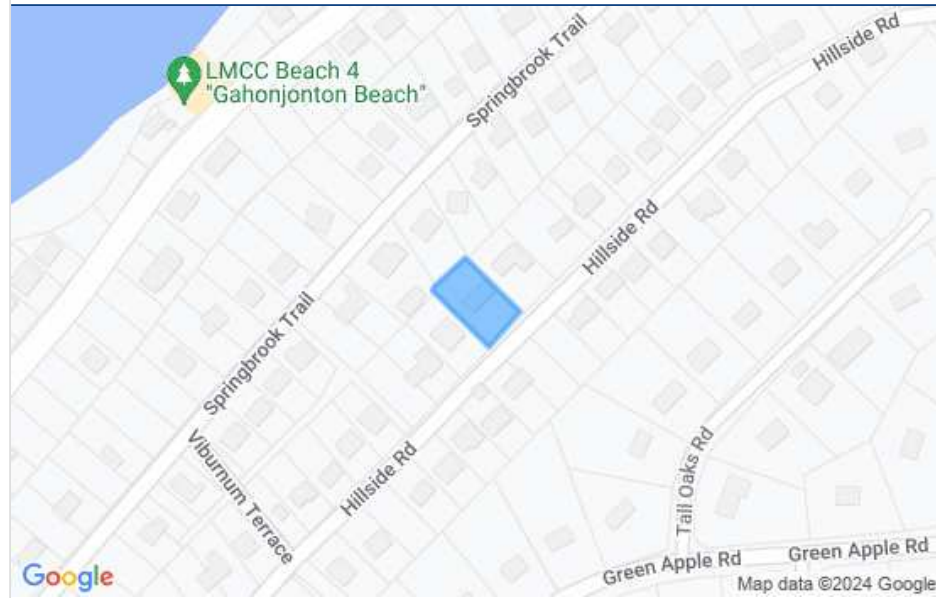 Springbrook Trail
Hillside Rd
LMCC Beach 4
"Gahonjonton Beach"
Hillside Rd
Springbrook Trail
Viburnum Terrace
Hillside Rd
Tall Oaks Rd
Green Apple Rd
Green Apple Rd
Google
Map data ©2024 Google